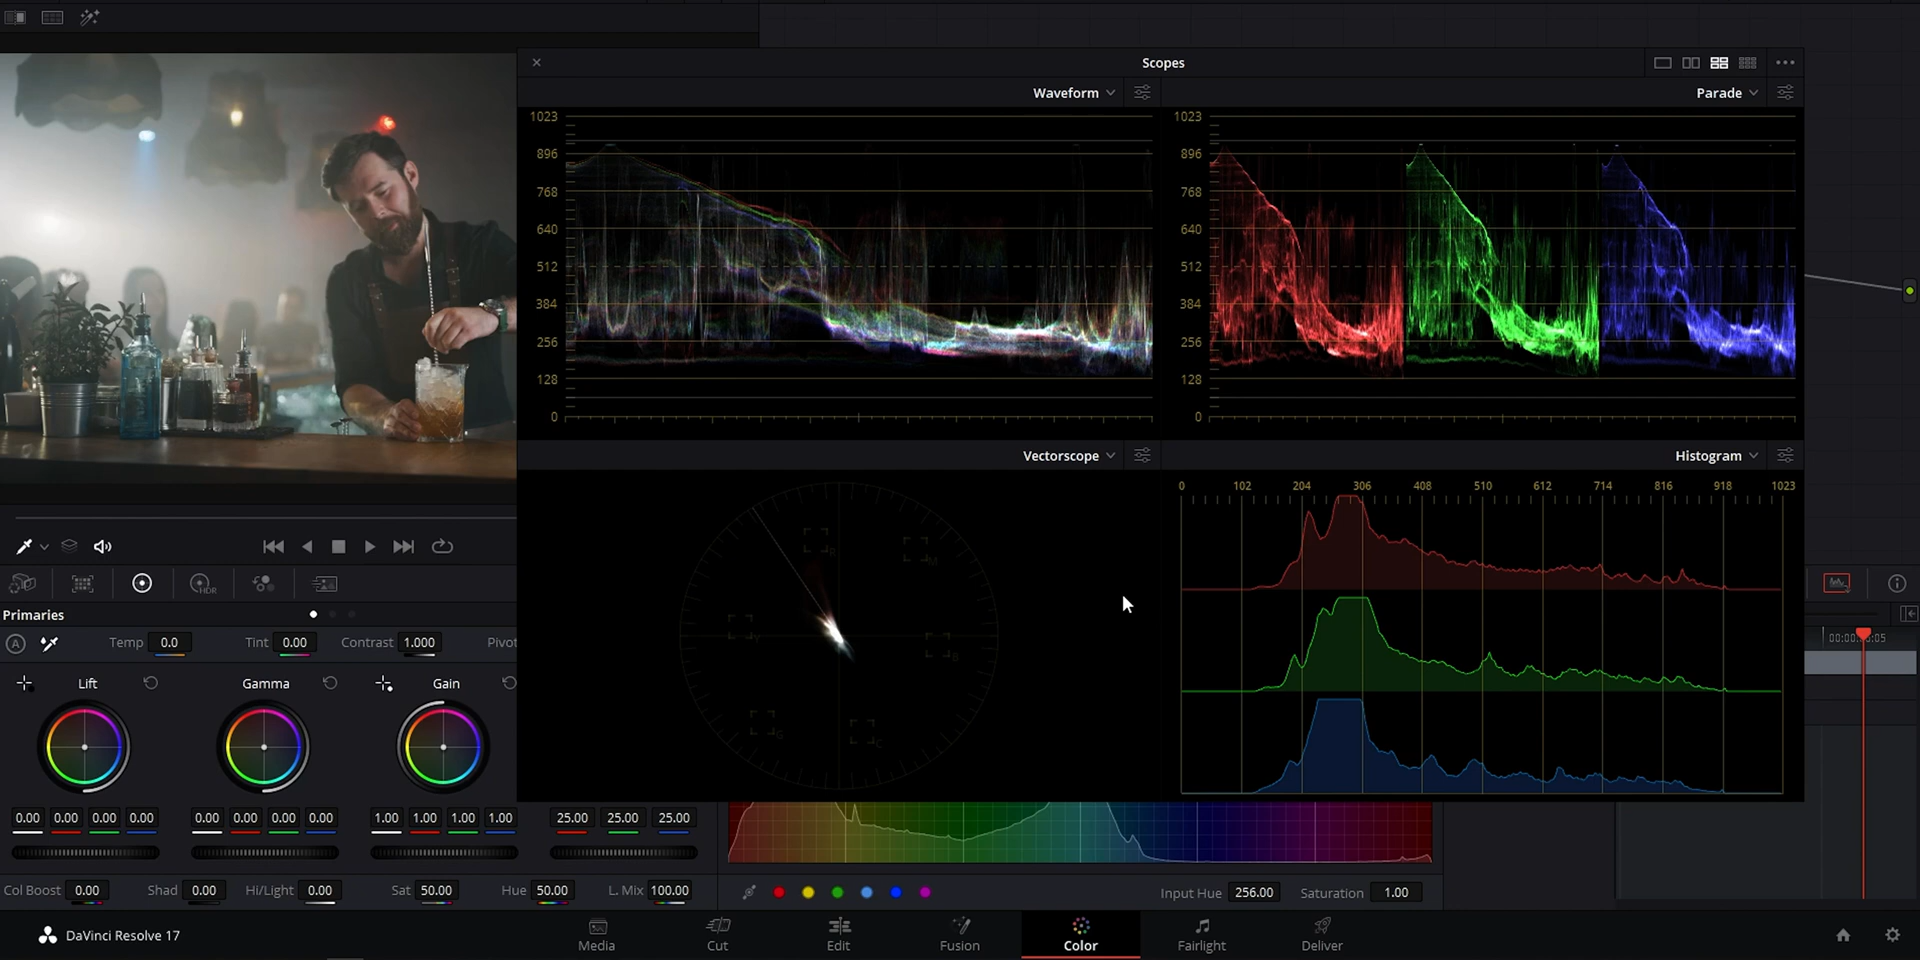 Scopes
Waveform
Parade
1023
896
768
640
512
384
256
128
0
1023
896
768
640
512
384
256
128
0
Vectorscope
Histogram
0 102 204 306 408 510 612 714 816 918 1023
R
M
Y
B
G
C
HDR
Primaries
A Temp 0.0 Tint 0.00 Contrast 1.000 Pivot
Lift Gamma Gain
0.00 0.00 0.00 0.00 0.00 0.00 0.00 0.00 1.00 1.00 1.00 1.00 25.00 25.00 25.00
Col Boost 0.00 Shad 0.00 Hi/Light 0.00 Sat 50.00 Hue 50.00 L. Mix 100.00
Input Hue 256.00 Saturation 1.00
DaVinci Resolve 17
Media Cut Edit Fusion Color Fairlight Deliver